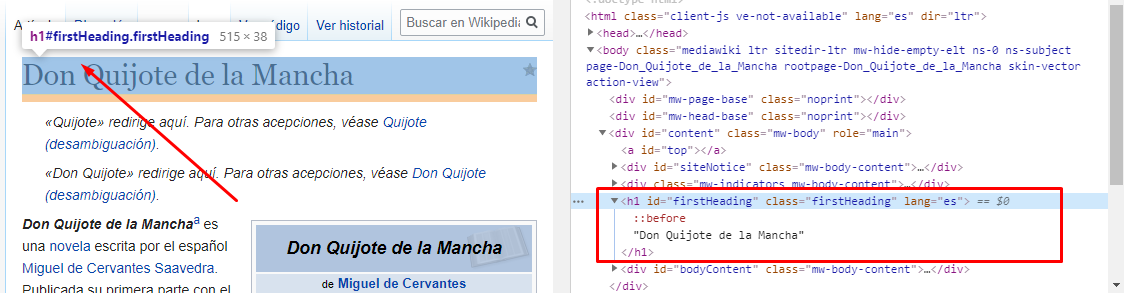 Ver historial
Buscar en Wikipedia
h1#firstHeading.firstHeading 515 × 38
Don Quijote de la Mancha
«Quijote» redirige aquí. Para otras acepciones, véase Quijote
(desambiguación).
«Don Quijote» redirige aquí. Para otras acepciones, véase Don Quijote
(desambiguación).
Don Quijote de la Manchaa es
una novela escrita por el español
Miguel de Cervantes Saavedra.
Publicada su primera parte con el
Don Quijote de la Mancha
de Miguel de Cervantes
<!doctype html>
<html class="client-js ve-not-available" lang="es" dir="ltr">
▸<head>…</head>
▾<body class="mediawiki ltr sitedir-ltr mw-hide-empty-elt ns-0 ns-subject
page-Don_Quijote_de_la_Mancha rootpage-Don_Quijote_de_la_Mancha skin-vector
action-view">
<div id="mw-page-base" class="noprint"></div>
<div id="mw-head-base" class="noprint"></div>
▾<div id="content" class="mw-body" role="main">
<a id="top"></a>
▸<div id="siteNotice" class="mw-body-content">…</div>
▸<div class="mw-indicators mw-body-content">…</div>
… ▾<h1 id="firstHeading" class="firstHeading" lang="es"> == $0
::before
"Don Quijote de la Mancha"
</h1>
▸<div id="bodyContent" class="mw-body-content">…</div>
</div>